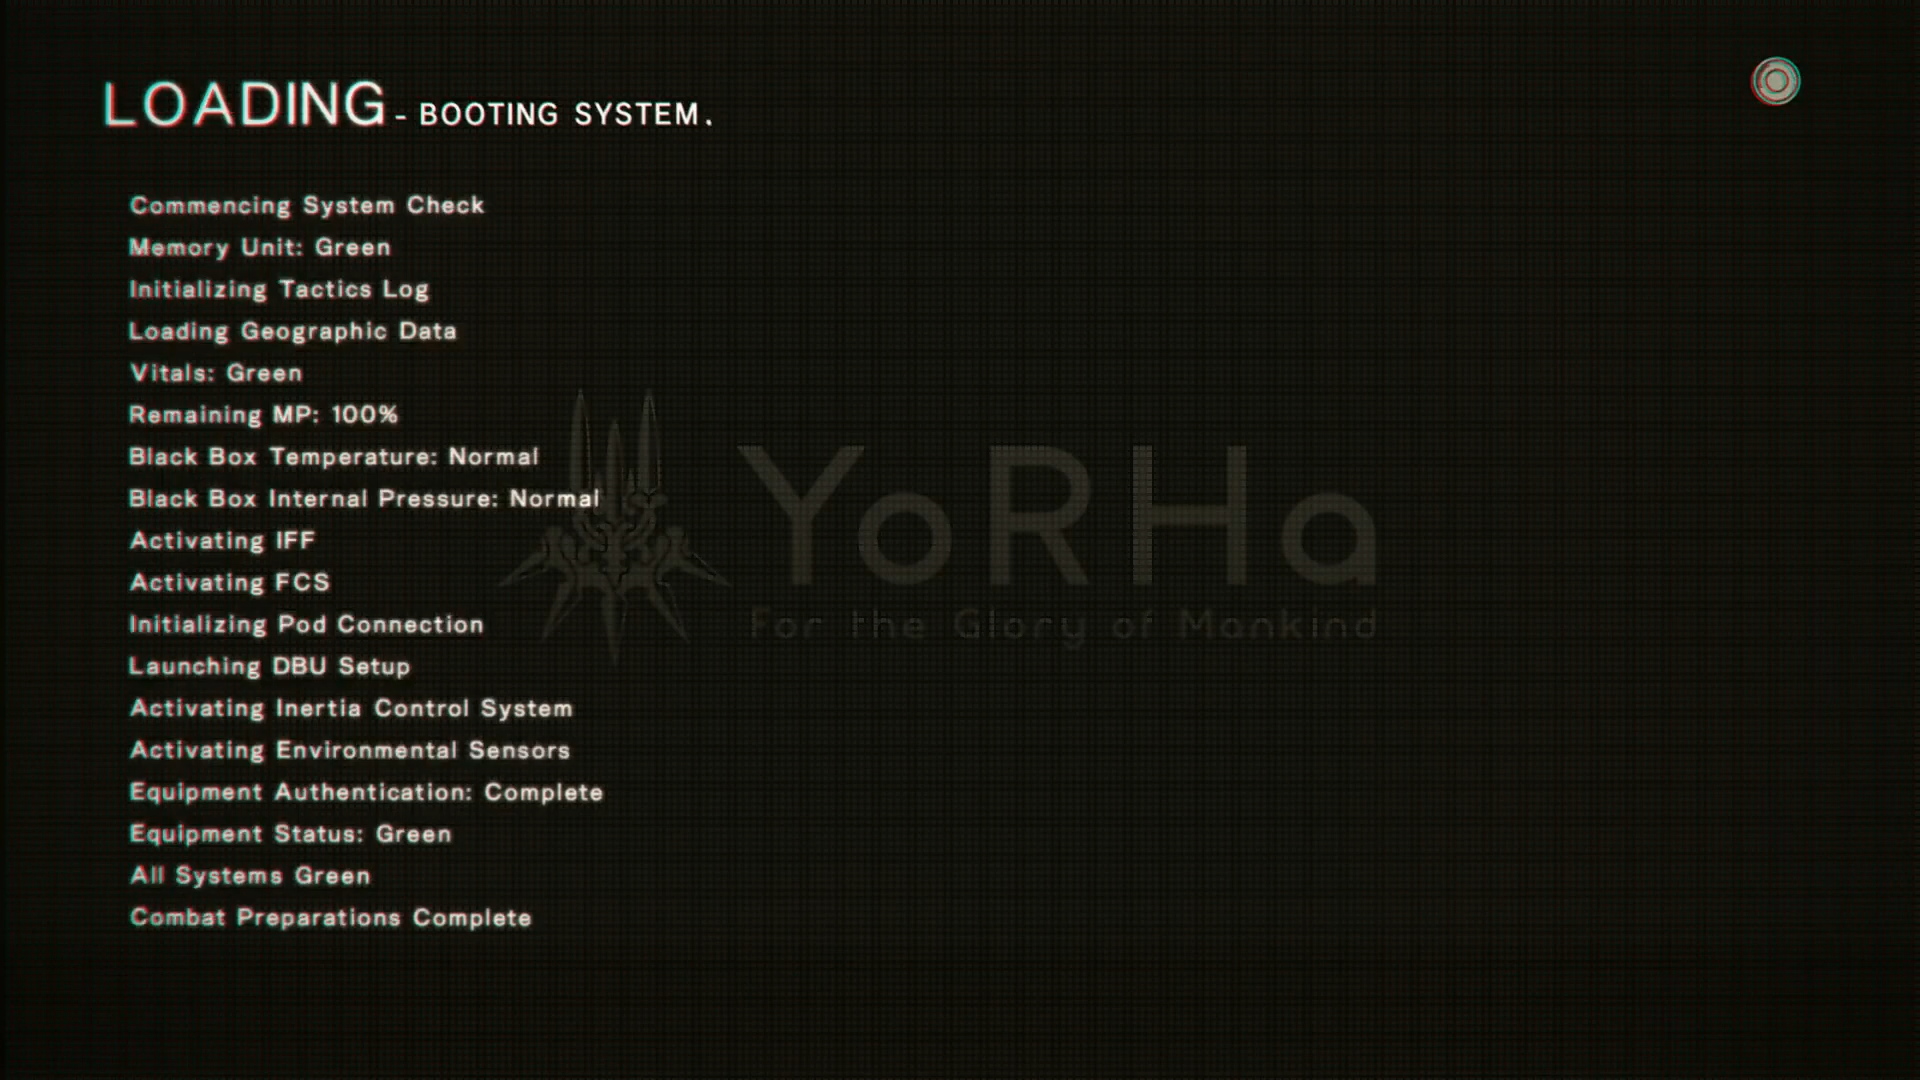 LOADING - BOOTING SYSTEM.
Commencing System Check
Memory Unit: Green
Initializing Tactics Log
Loading Geographic Data
Vitals: Green
Remaining MP: 100%
Black Box Temperature: Normal
Black Box Internal Pressure: Normal
Activating IFF
Activating FCS
Initializing Pod Connection
Launching DBU Setup
Activating Inertia Control System
Activating Environmental Sensors
Equipment Authentication: Complete
Equipment Status: Green
All Systems Green
Combat Preparations Complete
YoRHa
For the Glory of Mankind